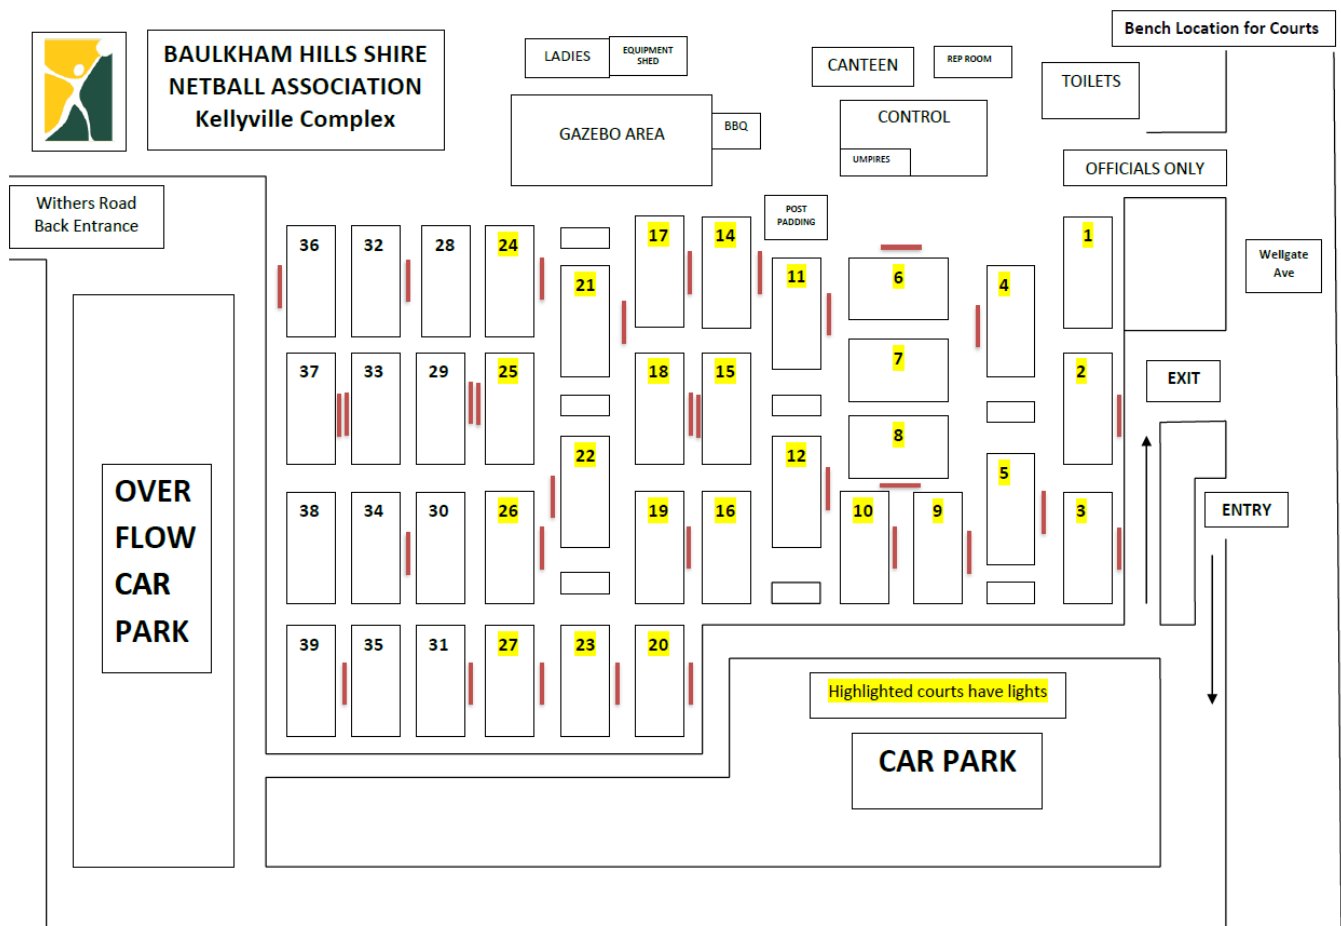 Bench Location for Courts
BAULKHAM HILLS SHIRE
NETBALL ASSOCIATION
Kellyville Complex
LADIES
EQUIPMENT
SHED
CANTEEN
REP ROOM
TOILETS
GAZEBO AREA
BBQ
CONTROL
UMPIRES
OFFICIALS ONLY
Withers Road
Back Entrance
POST
PADDING
Wellgate
Ave
36
32
28
24
21
17
14
11
6
4
1
37
33
29
25
18
15
7
2
EXIT
22
12
8
5
38
34
30
26
19
16
10
9
3
ENTRY
OVER
FLOW
CAR
PARK
39
35
31
27
23
20
Highlighted courts have lights
CAR PARK